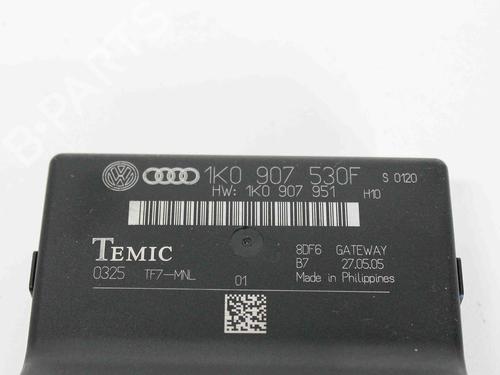 B-PARTS
1K0 907 530F S 0120
HW: 1K0 907 951 H10
TEMIC
8DF6 GATEWAY
0325 TF7-MNL B7 27.05.05
01 Made in Philippines